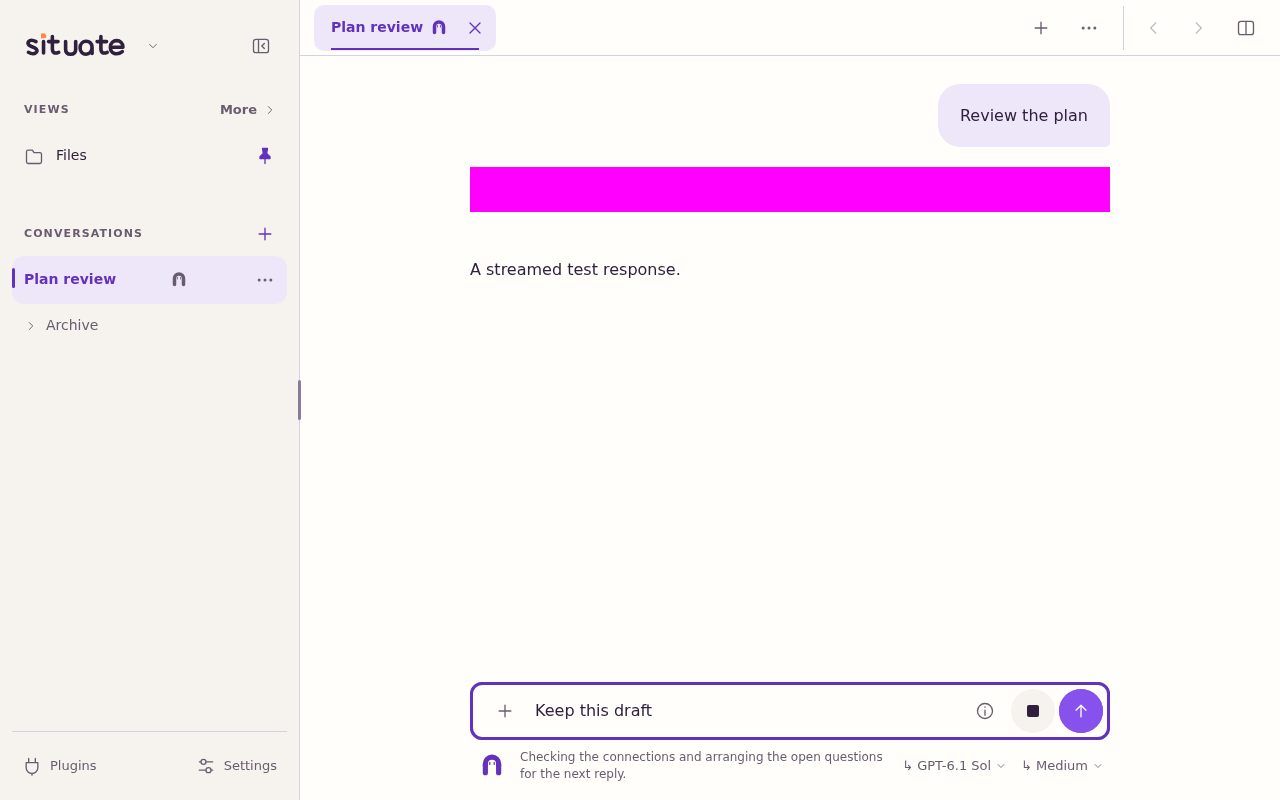 situate
VIEWS
More
Files
CONVERSATIONS
Plan review
Archive
Plugins
Settings
Plan review
Review the plan
A streamed test response.
Keep this draft
Checking the connections and arranging the open questions
for the next reply.
↳ GPT-6.1 Sol
↳ Medium